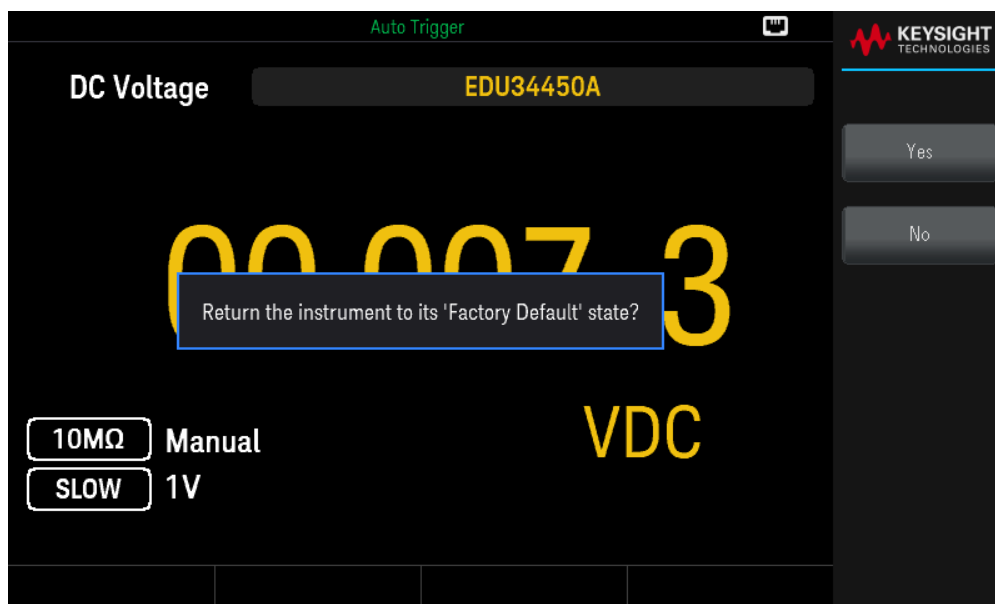 Auto Trigger
KEYSIGHT
TECHNOLOGIES
DC Voltage
EDU34450A
Yes
No
Return the instrument to its 'Factory Default' state?
VDC
10MΩ Manual
SLOW 1V